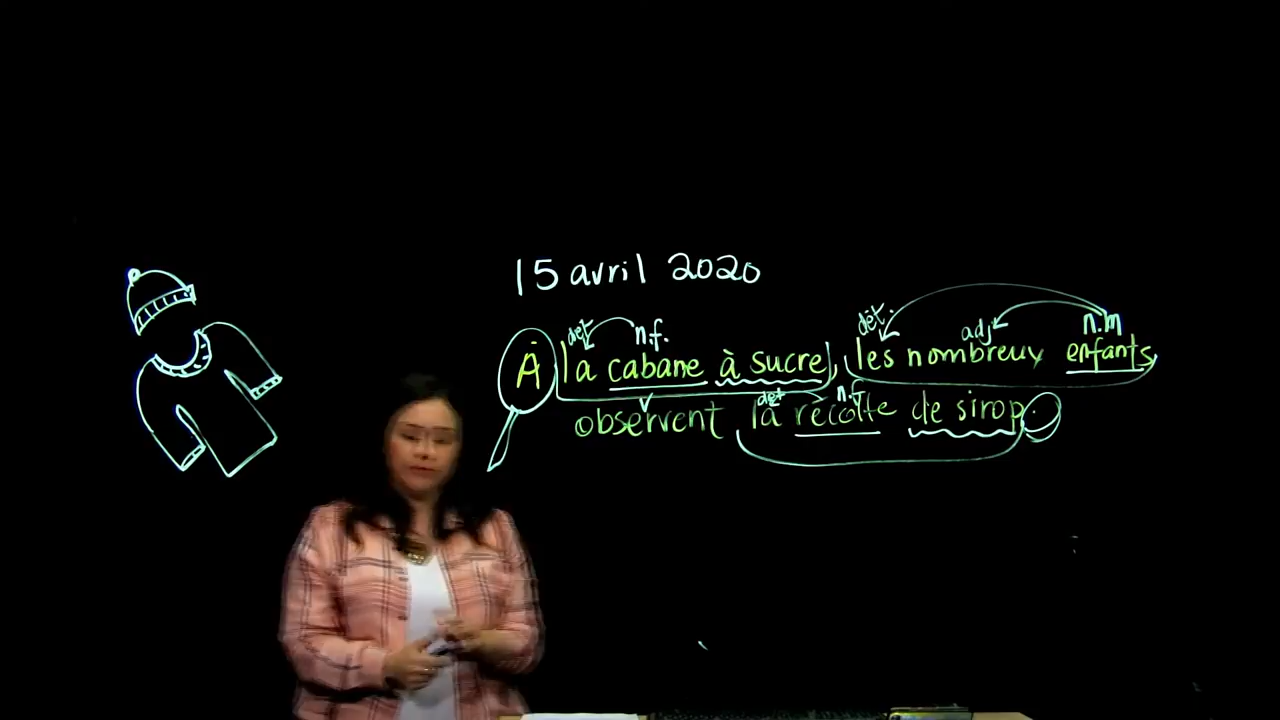 15 avril 2020
dét n.f. dét. adj n.m
À la cabane à sucre, les nombreux enfants
v dét n.f
observent la récolte de sirop.